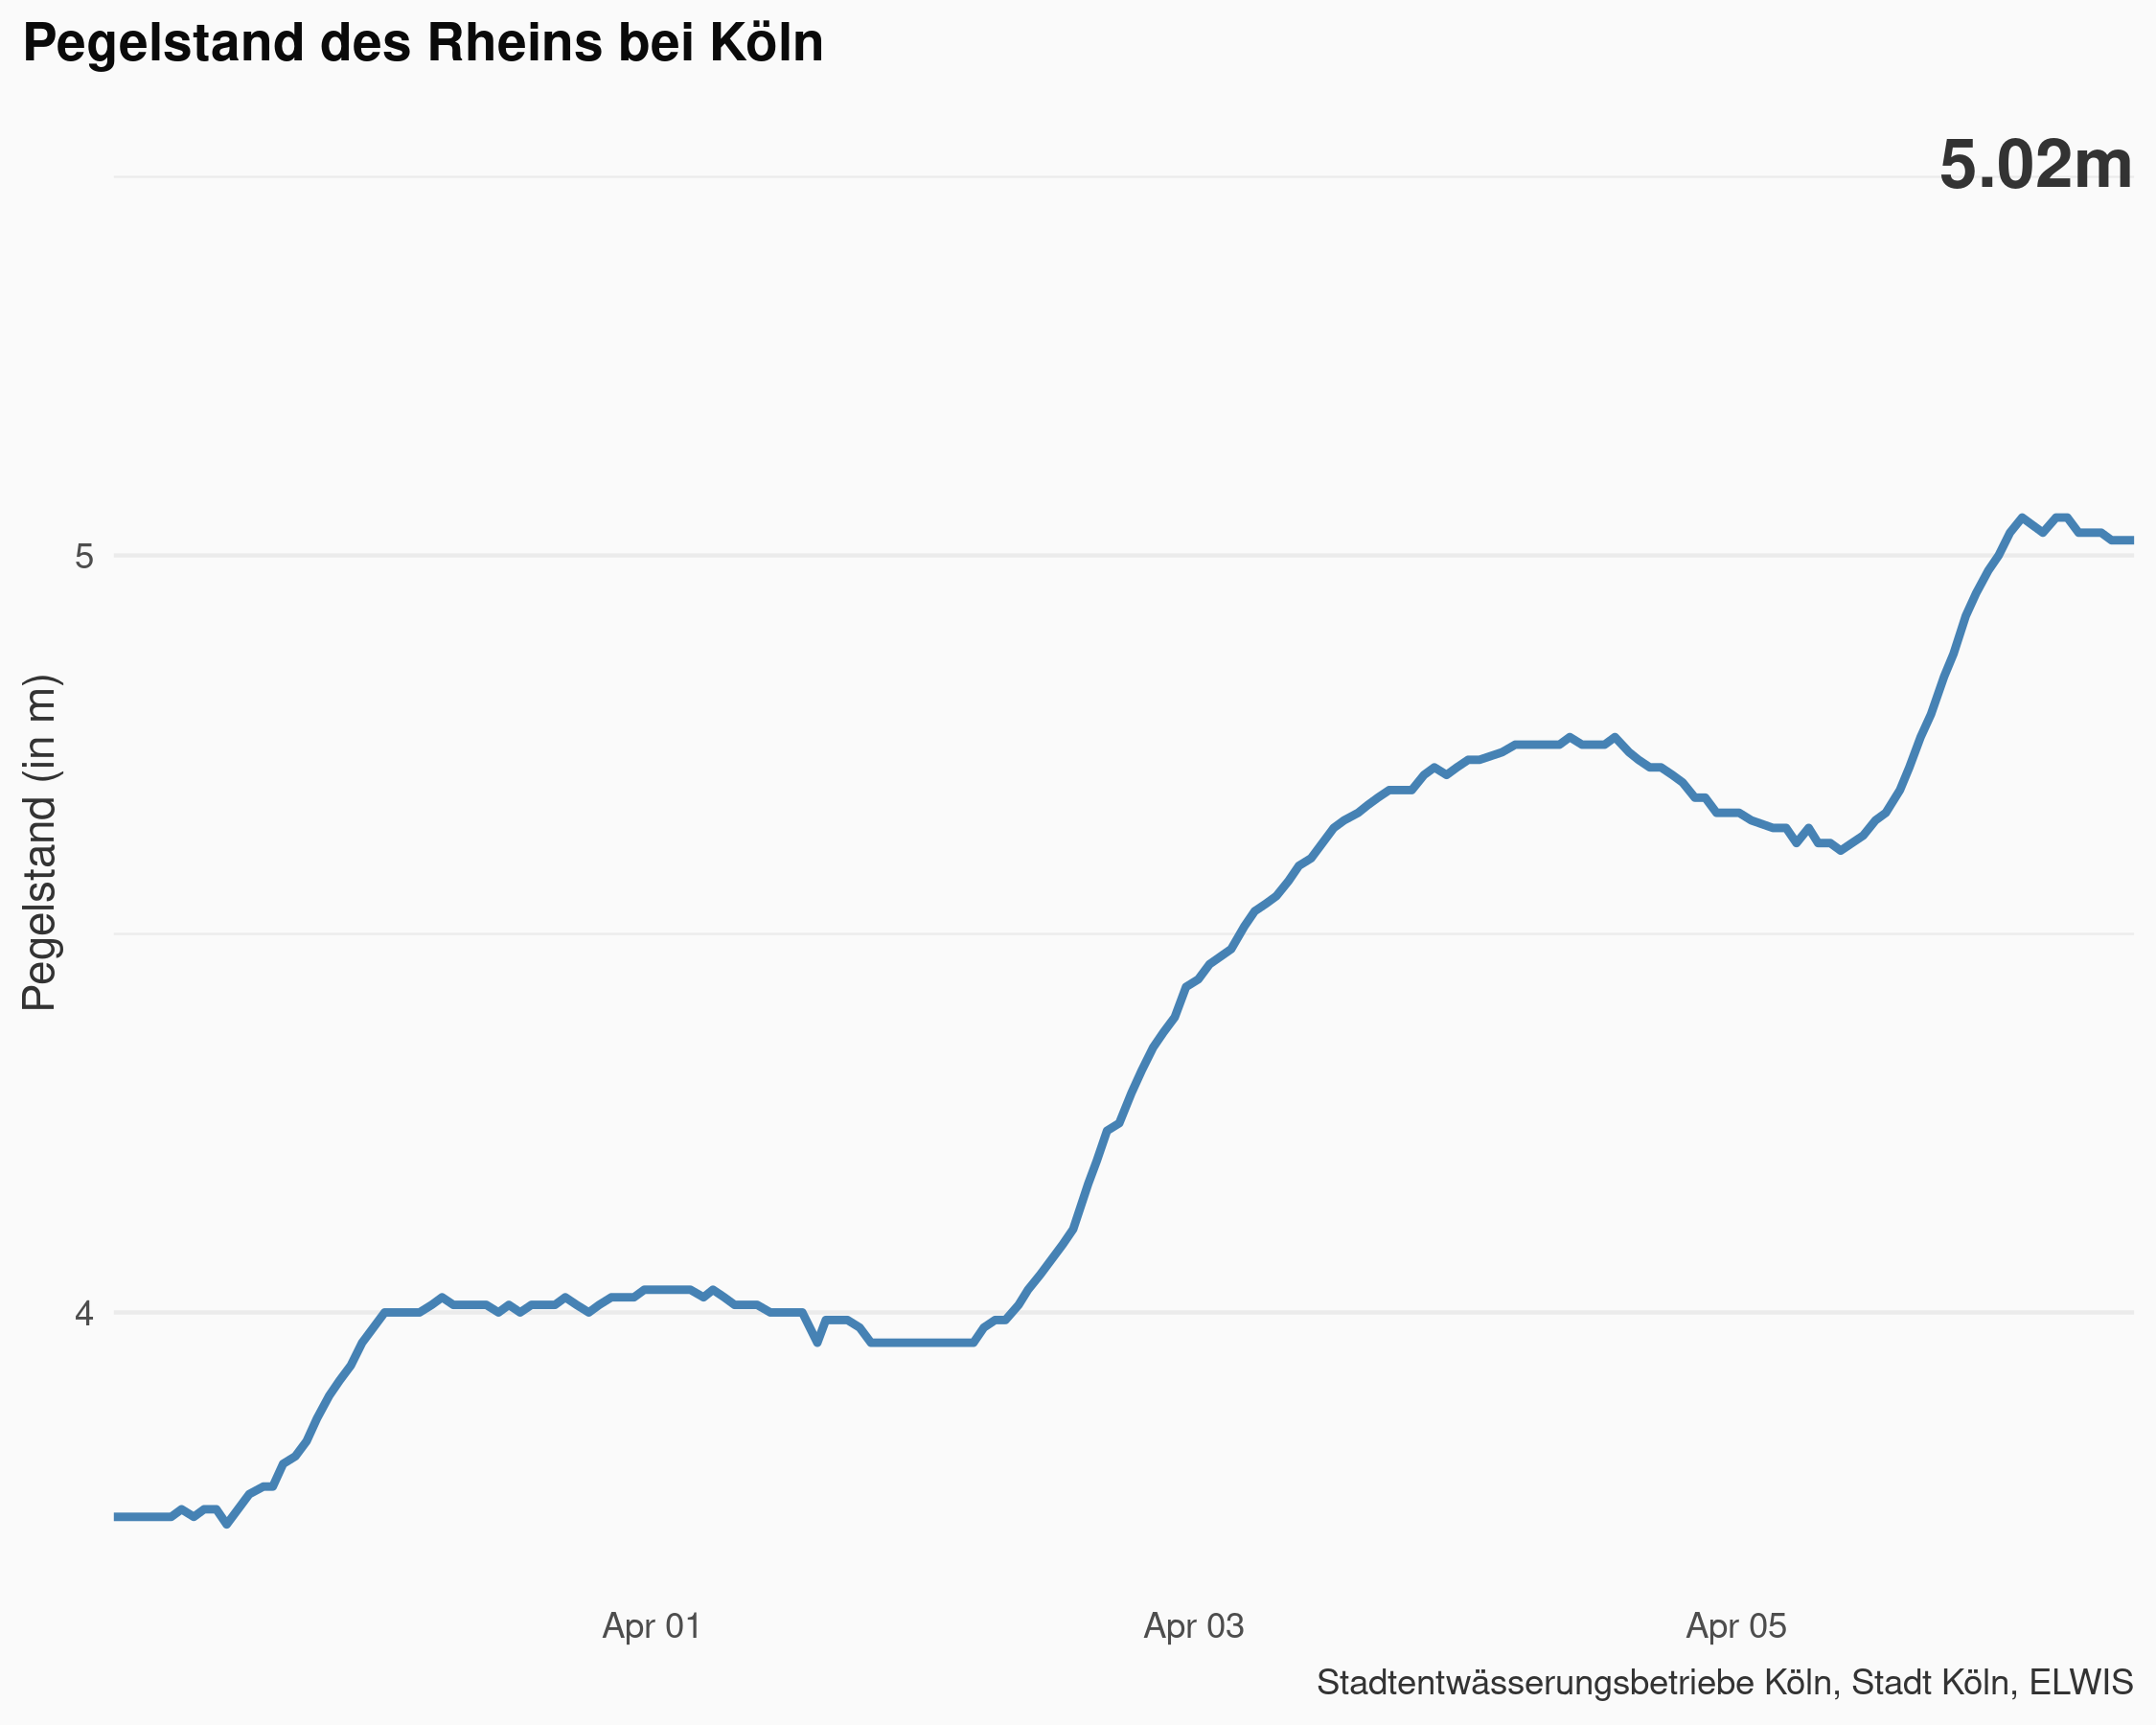 Pegelstand des Rheins bei Köln
5.02m
5
Pegelstand (in m)
4
Apr 01 Apr 03 Apr 05
Stadtentwässerungsbetriebe Köln, Stadt Köln, ELWIS